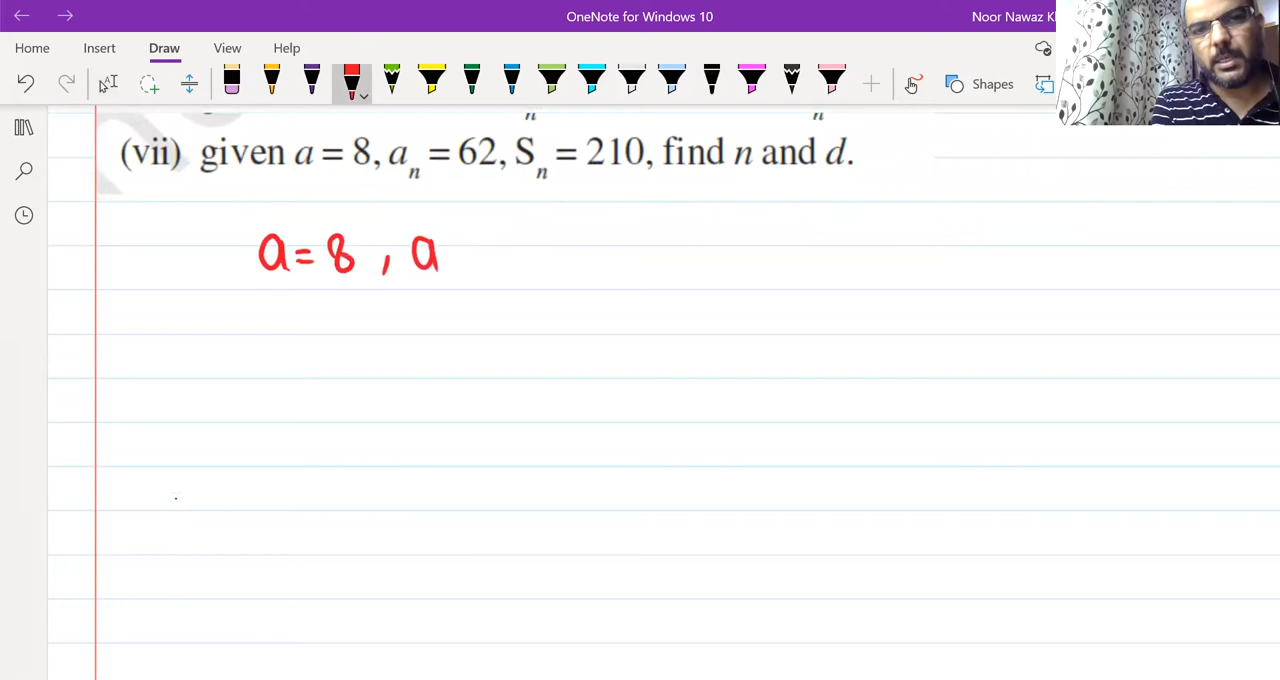 OneNote for Windows 10
Noor Nawaz Kh
Home Insert Draw View Help
Shapes
n n
(vii) given a = 8, aₙ = 62, Sₙ = 210, find n and d.
a = 8 , a